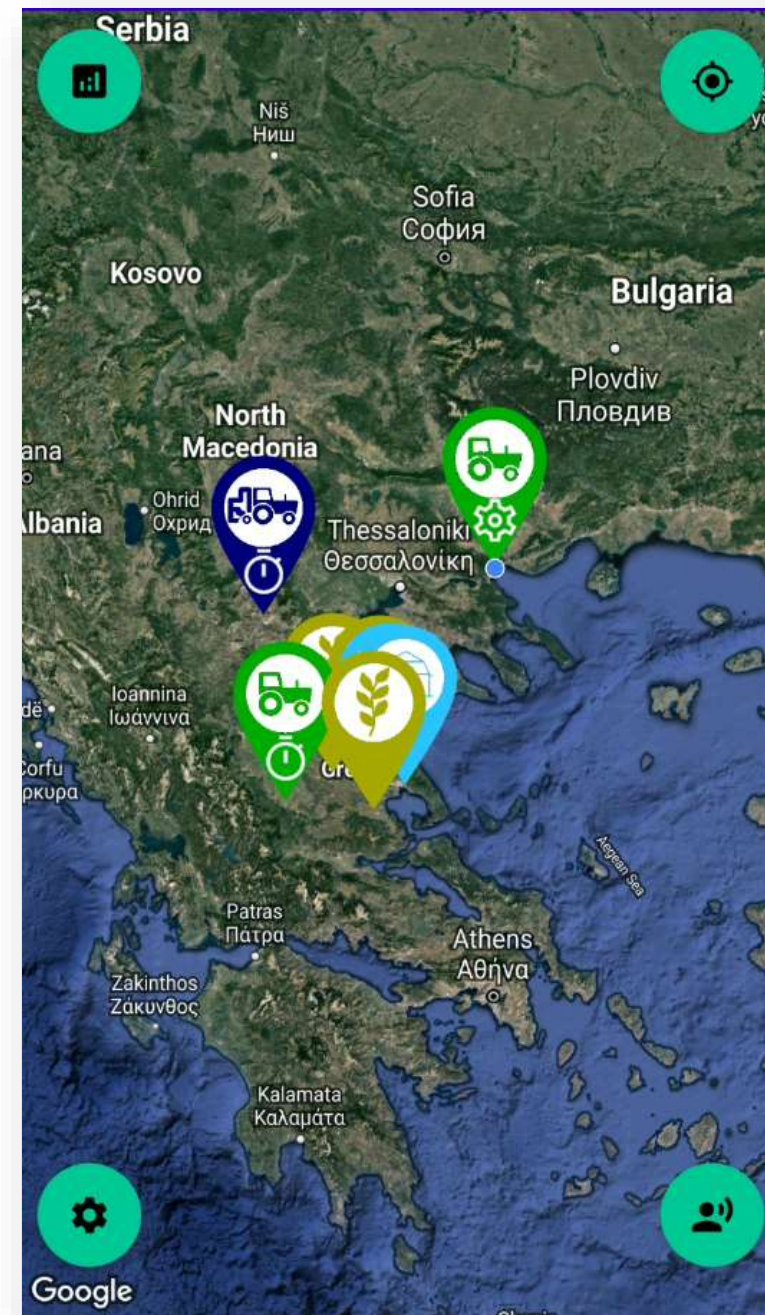 Serbia
Niš
Ниш
Sofia
София
Kosovo
Bulgaria
Plovdiv
Пловдив
North
Macedonia
Ohrid
Охрид
Thessaloniki
Θεσσαλονίκη
Ioannina
Ιωάννινα
Aegean Sea
Patras
Πάτρα
Athens
Αθήνα
Zakinthos
Ζάκυνθος
Kalamata
Καλαμάτα
Google